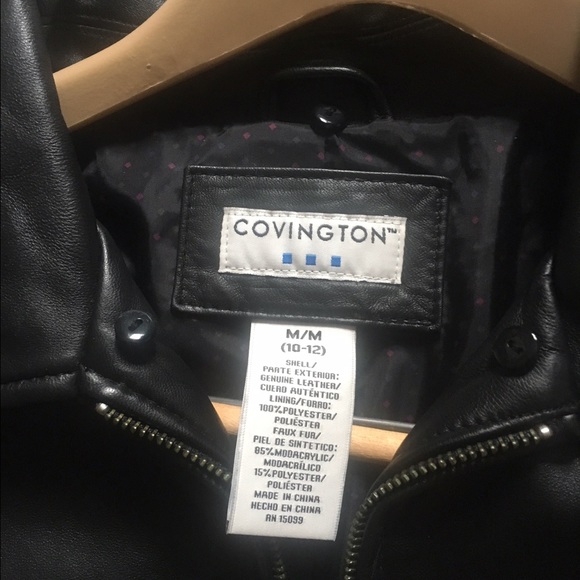 COVINGTON™
M/M
(10-12)
SHELL/
PARTE EXTERIOR:
GENUINE LEATHER/
CUERO AUTÉNTICO
LINING/FORRO:
100%POLYESTER/
POLIÉSTER
FAUX FUR/
PIEL DE SINTETICO:
85%MODACRYLIC/
MODACRÍLICO
15%POLYESTER/
POLIÉSTER
MADE IN CHINA
HECHO EN CHINA
RN 15099